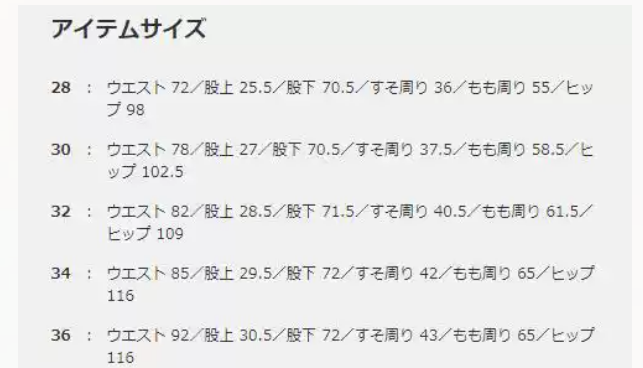 アイテムサイズ
28 : ウエスト 72／股上 25.5／股下 70.5／すそ周り 36／もも周り 55／ヒッ
プ 98
30 : ウエスト 78／股上 27／股下 70.5／すそ周り 37.5／もも周り 58.5／ヒ
ップ 102.5
32 : ウエスト 82／股上 28.5／股下 71.5／すそ周り 40.5／もも周り 61.5／
ヒップ 109
34 : ウエスト 85／股上 29.5／股下 72／すそ周り 42／もも周り 65／ヒップ
116
36 : ウエスト 92／股上 30.5／股下 72／すそ周り 43／もも周り 65／ヒップ
116